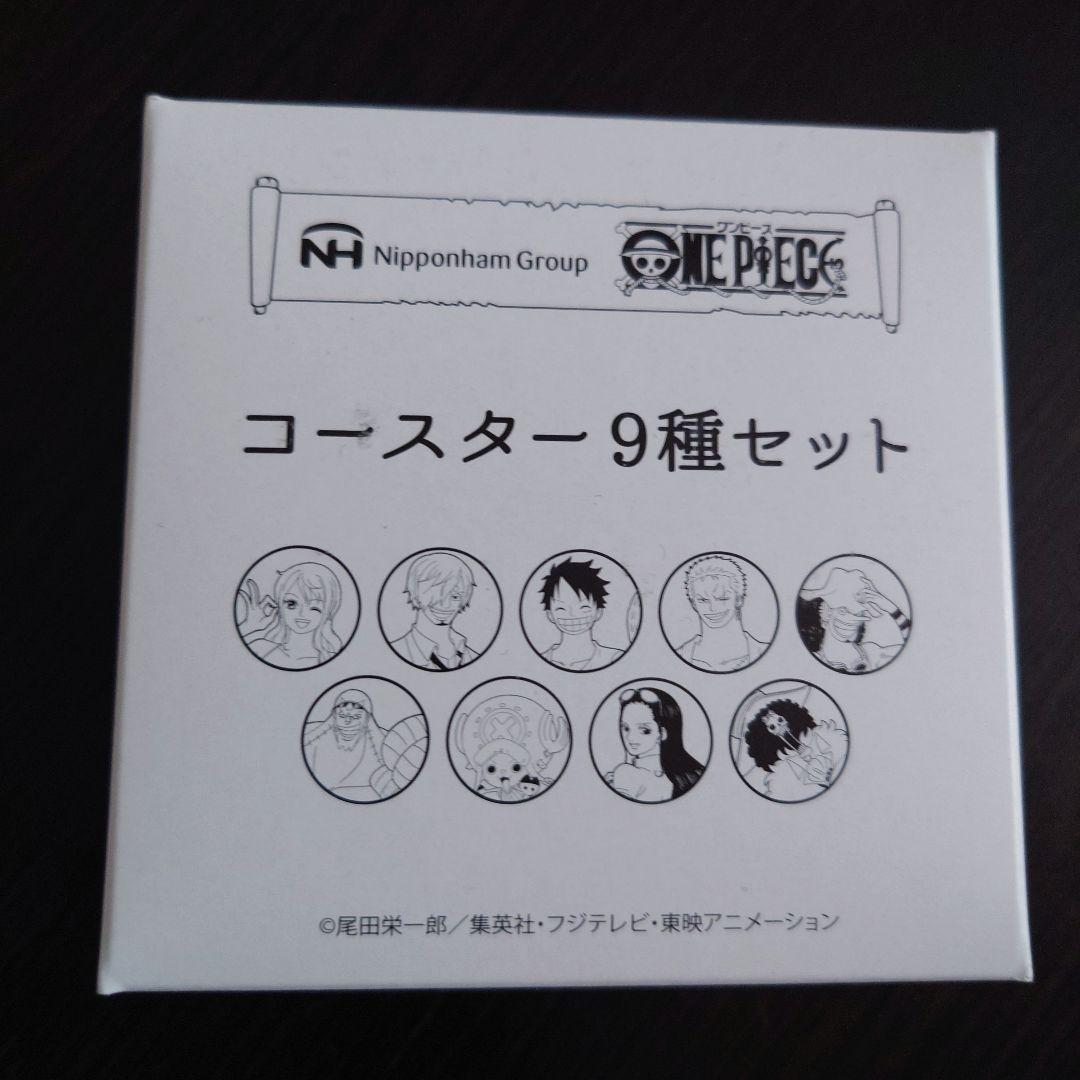 NH Nipponham Group ワンピース ONE PIECE
コースター9種セット
©尾田栄一郎／集英社・フジテレビ・東映アニメーション